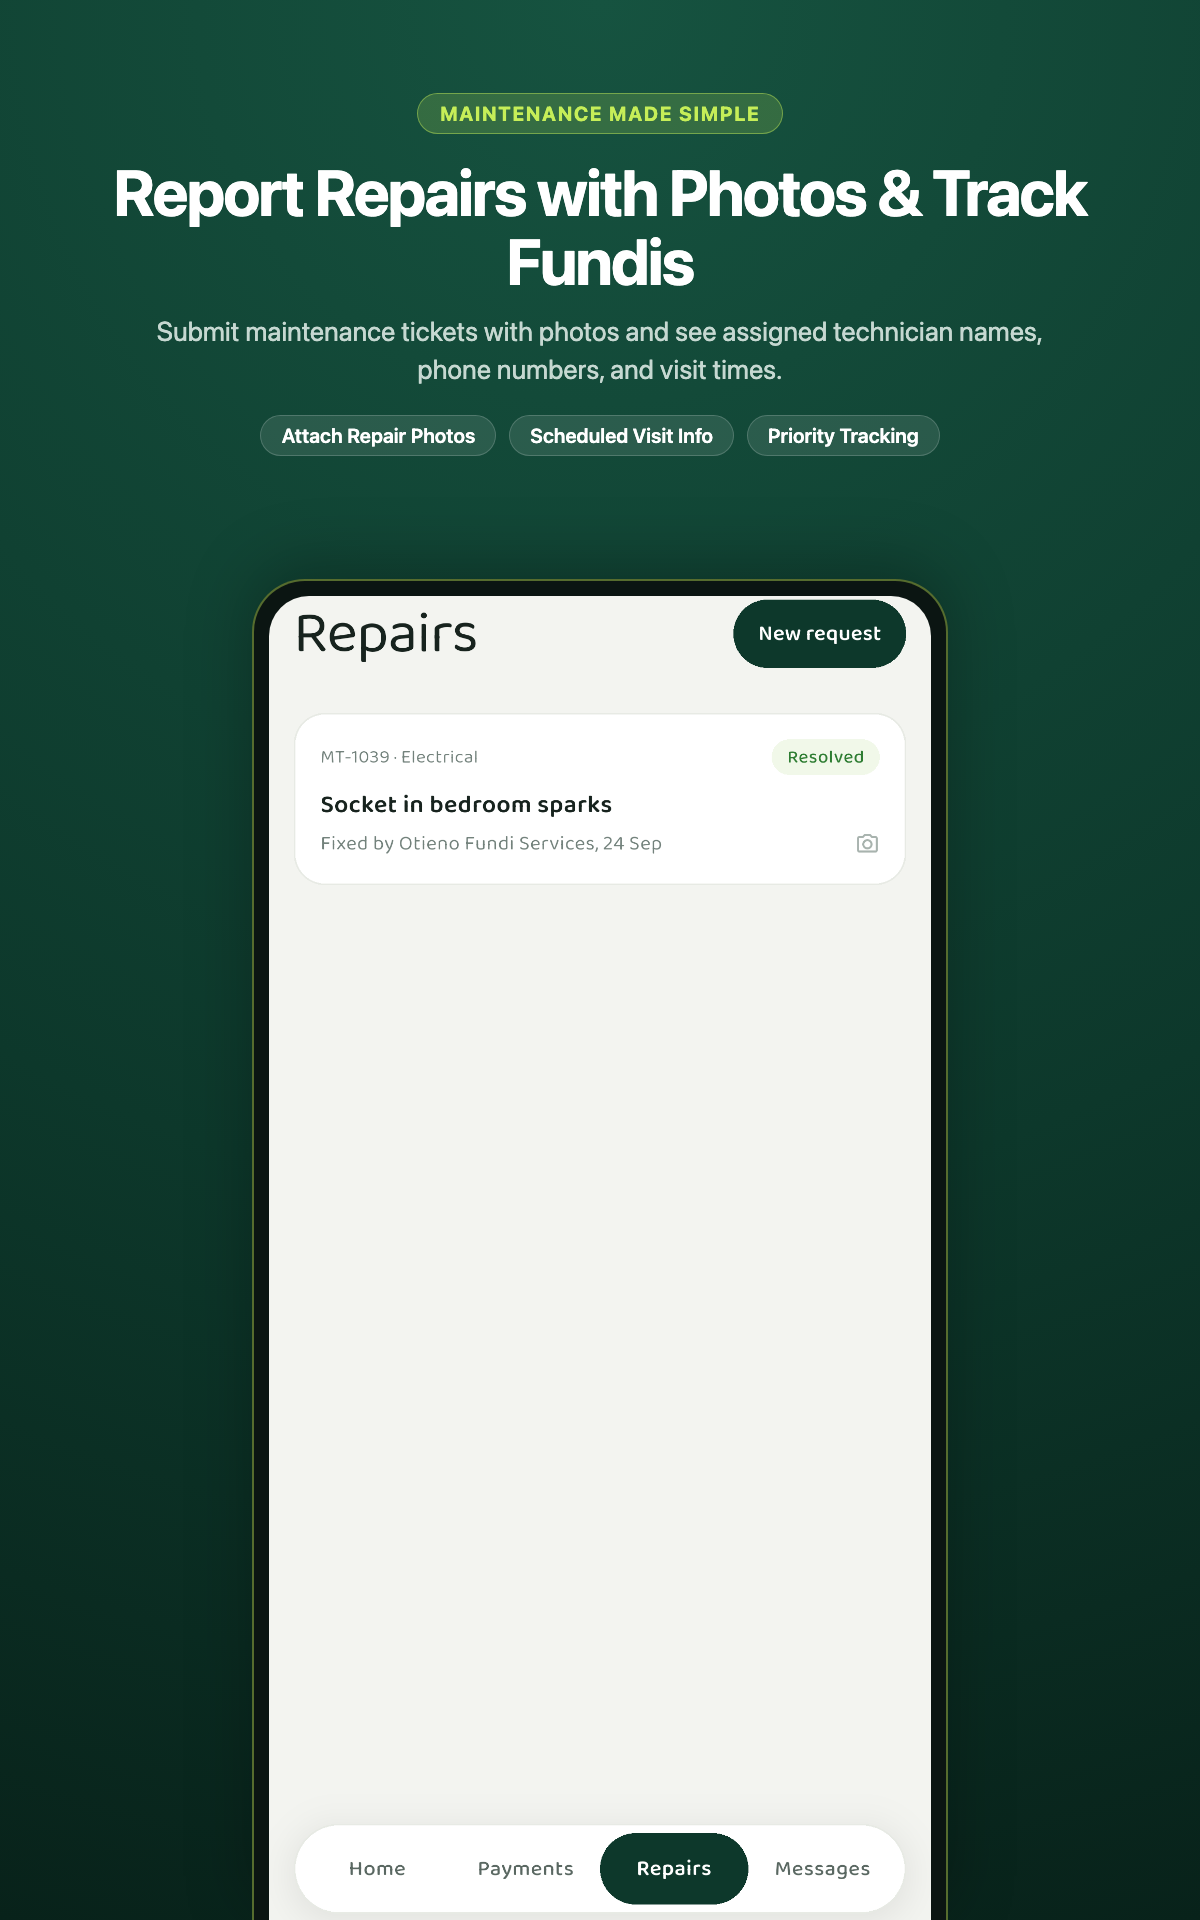 MAINTENANCE MADE SIMPLE
Report Repairs with Photos & Track
Fundis
Submit maintenance tickets with photos and see assigned technician names,
phone numbers, and visit times.
Attach Repair Photos
Scheduled Visit Info
Priority Tracking
Repairs
New request
MT-1039 · Electrical
Resolved
Socket in bedroom sparks
Fixed by Otieno Fundi Services, 24 Sep
Home
Payments
Repairs
Messages